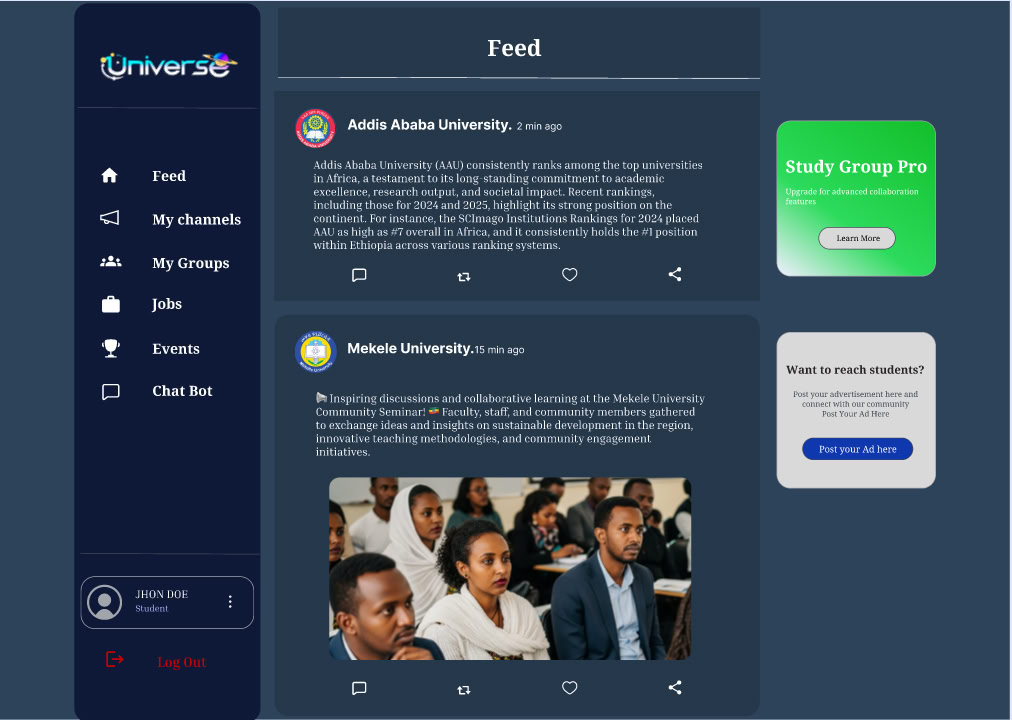 Universe
Feed
My channels
My Groups
Jobs
Events
Chat Bot
JHON DOE
Student
Log Out
Feed
Addis Ababa University. 2 min ago
Addis Ababa University (AAU) consistently ranks among the top universities
in Africa, a testament to its long-standing commitment to academic
excellence, research output, and societal impact. Recent rankings,
including those for 2024 and 2025, highlight its strong position on the
continent. For instance, the SCImago Institutions Rankings for 2024 placed
AAU as high as #7 overall in Africa, and it consistently holds the #1 position
within Ethiopia across various ranking systems.
Mekele University.15 min ago
Inspiring discussions and collaborative learning at the Mekele University
Community Seminar! Faculty, staff, and community members gathered
to exchange ideas and insights on sustainable development in the region,
innovative teaching methodologies, and community engagement
initiatives.
Study Group Pro
Upgrade for advanced collaboration
features
Learn More
Want to reach students?
Post your advertisement here and
connect with our community
Post Your Ad Here
Post your Ad here